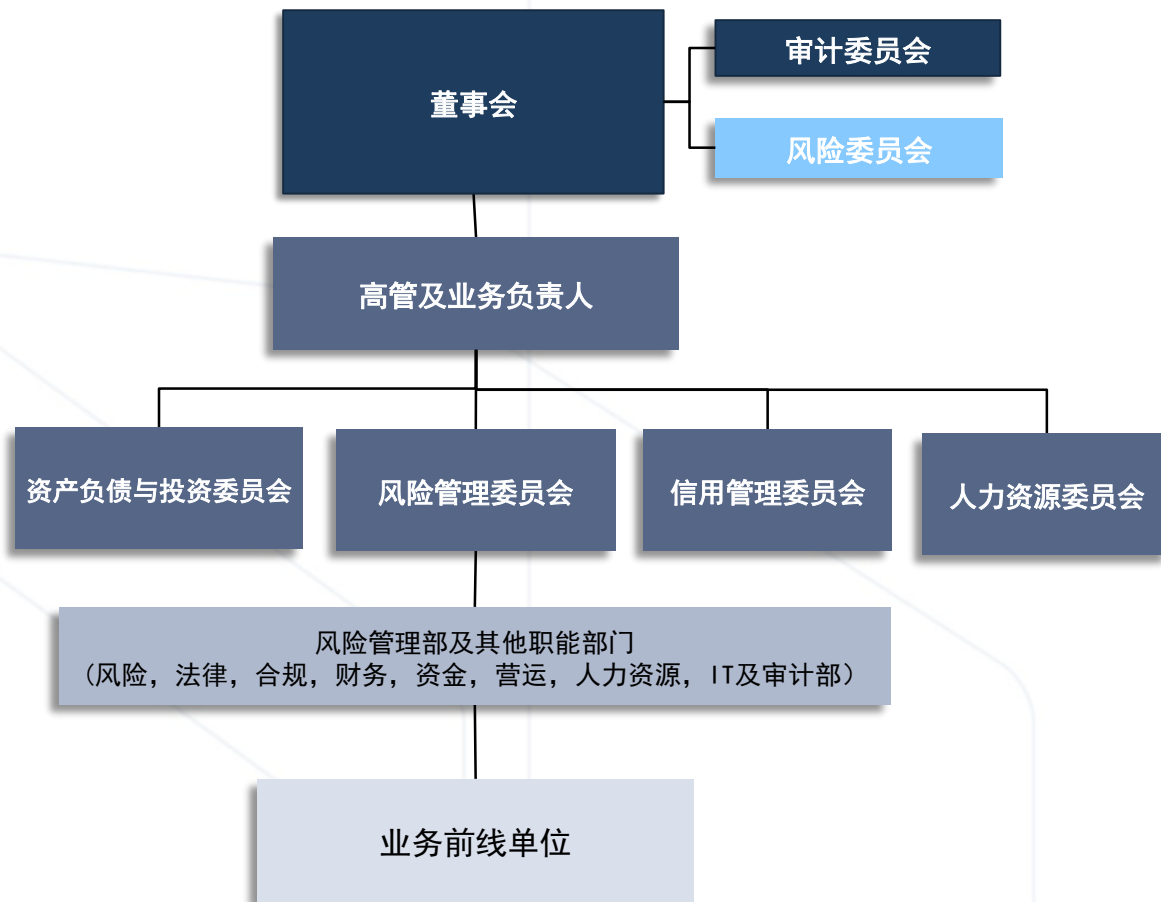 董事会
审计委员会
风险委员会
高管及业务负责人
资产负债与投资委员会
风险管理委员会
信用管理委员会
人力资源委员会
风险管理部及其他职能部门
（风险，法律，合规，财务，资金，营运，人力资源，IT及审计部）
业务前线单位